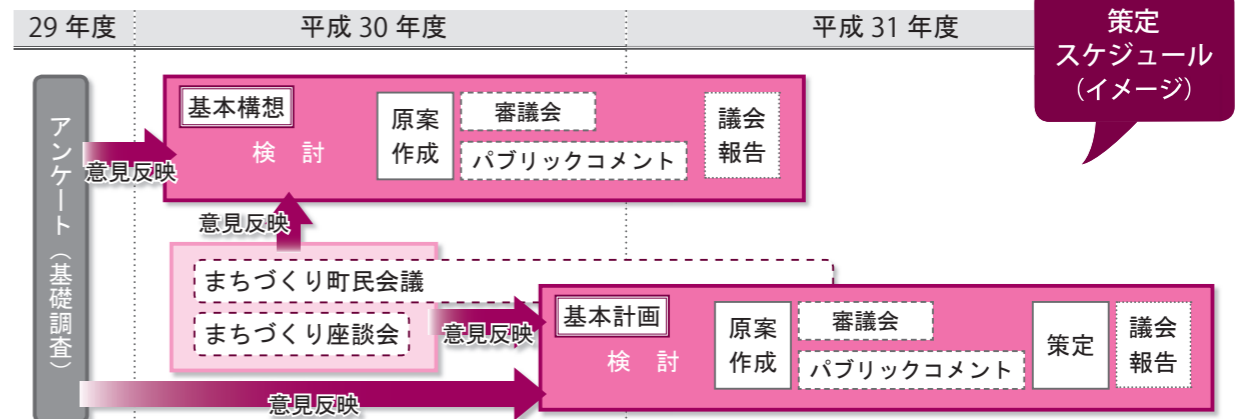 29 年度
平成 30 年度
平成 31 年度
策定
スケジュール
（イメージ）
アンケート（基礎調査）
意見反映
基本構想
検 討
原案
作成
審議会
パブリックコメント
議会
報告
意見反映
まちづくり町民会議
まちづくり座談会
意見反映
基本計画
検 討
原案
作成
審議会
パブリックコメント
策定
議会
報告
意見反映